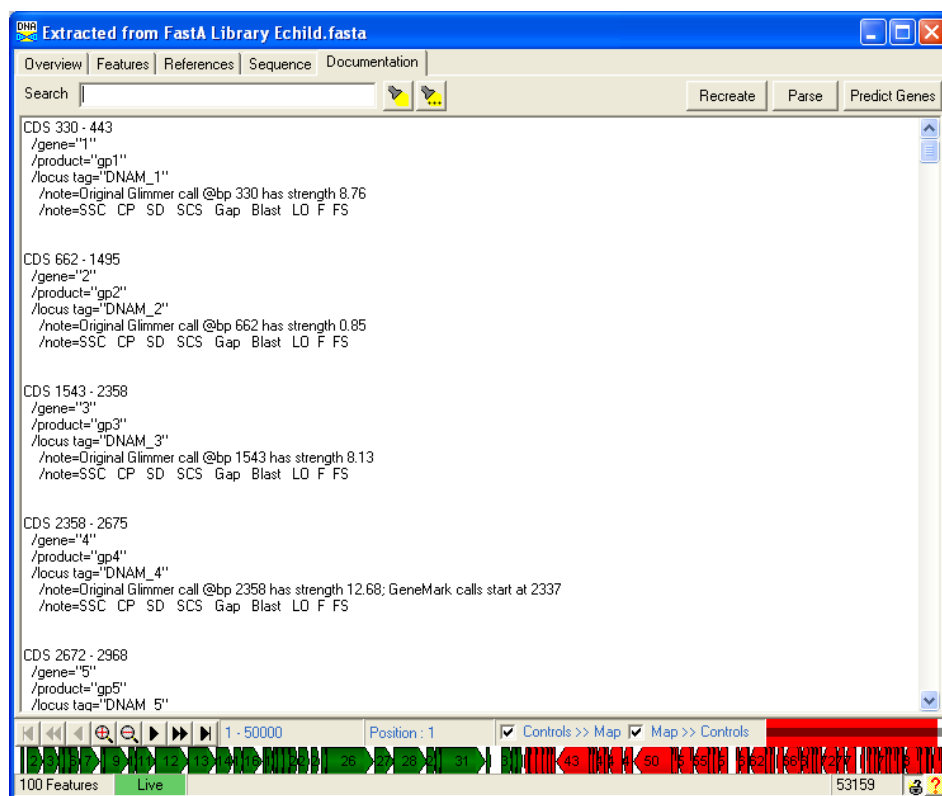 DNA
Extracted from FastA Library Echild.fasta
Overview Features References Sequence Documentation
Search Recreate Parse Predict Genes
CDS 330 - 443
/gene="1"
/product="gp1"
/locus tag="DNAM_1"
/note=Original Glimmer call @bp 330 has strength 8.76
/note=SSC CP SD SCS Gap Blast LO F FS
CDS 662 - 1495
/gene="2"
/product="gp2"
/locus tag="DNAM_2"
/note=Original Glimmer call @bp 662 has strength 0.85
/note=SSC CP SD SCS Gap Blast LO F FS
CDS 1543 - 2358
/gene="3"
/product="gp3"
/locus tag="DNAM_3"
/note=Original Glimmer call @bp 1543 has strength 8.13
/note=SSC CP SD SCS Gap Blast LO F FS
CDS 2358 - 2675
/gene="4"
/product="gp4"
/locus tag="DNAM_4"
/note=Original Glimmer call @bp 2358 has strength 12.68; GeneMark calls start at 2337
/note=SSC CP SD SCS Gap Blast LO F FS
CDS 2672 - 2968
/gene="5"
/product="gp5"
/locus tag="DNAM_5"
1 - 50000 Position : 1 Controls >> Map Map >> Controls
9 12 13 26 27 28 31 43 50
100 Features Live 53159